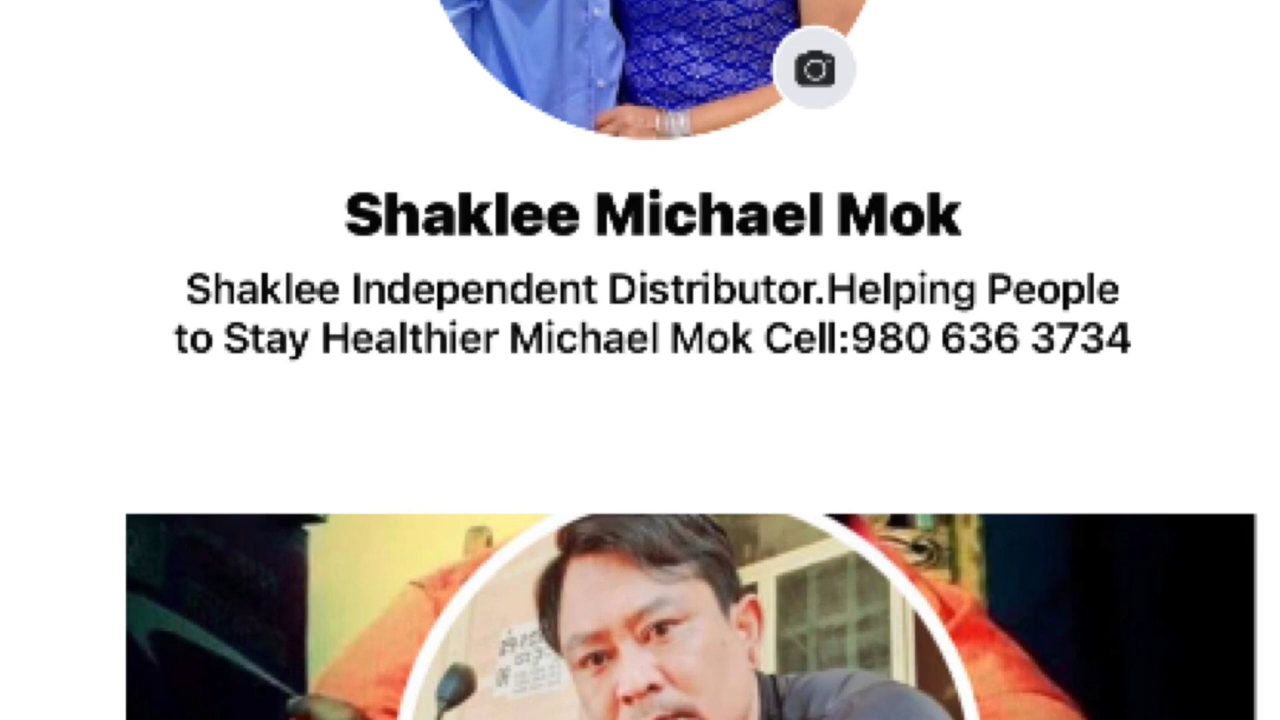 Shaklee Michael Mok
Shaklee Independent Distributor.Helping People
to Stay Healthier Michael Mok Cell:980 636 3734